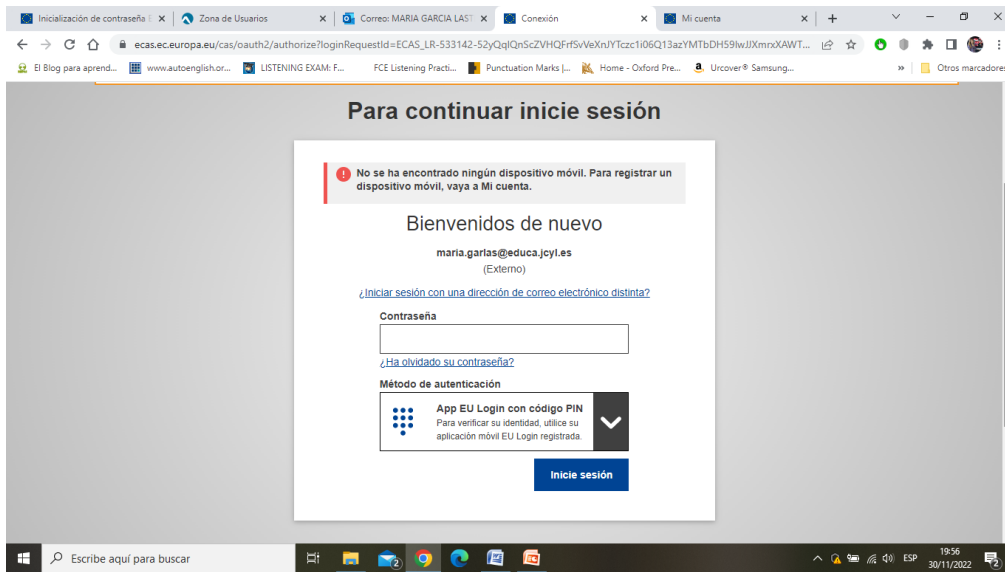 Inicialización de contraseña E
Zona de Usuarios
Correo: MARIA GARCIA LAST
Conexión
Mi cuenta
ecas.ec.europa.eu/cas/oauth2/authorize?loginRequestId=ECAS_LR-533142-52yQqlQnScZVHQFrfSvVeXnJYTczc1i06Q13azYMTbDH59IwJJXmrxXAWT...
El Blog para aprend...
www.autoenglish.or...
LISTENING EXAM: F...
FCE Listening Practi...
Punctuation Marks |...
Home - Oxford Pre...
Urcover® Samsung...
»
Otros marcadores
Para continuar inicie sesión
No se ha encontrado ningún dispositivo móvil. Para registrar un
dispositivo móvil, vaya a Mi cuenta.
Bienvenidos de nuevo
maria.garlas@educa.jcyl.es
(Externo)
¿Iniciar sesión con una dirección de correo electrónico distinta?
Contraseña
¿Ha olvidado su contraseña?
Método de autenticación
App EU Login con código PIN
Para verificar su identidad, utilice su
aplicación móvil EU Login registrada.
Inicie sesión
Escribe aquí para buscar
ESP
19:56
30/11/2022
2